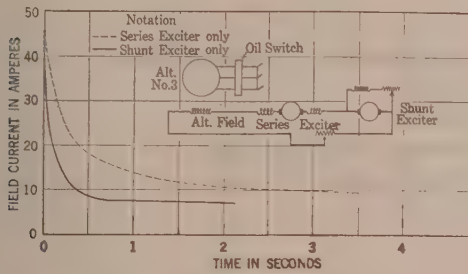 50
40
30
20
10
0
FIELD CURRENT IN AMPERES
Notation
Series Exciter only
Shunt Exciter only
Oil Switch
Alt.
No.3
Alt. Field Series Exciter
Shunt
Exciter
0 1 2 3 4
TIME IN SECONDS